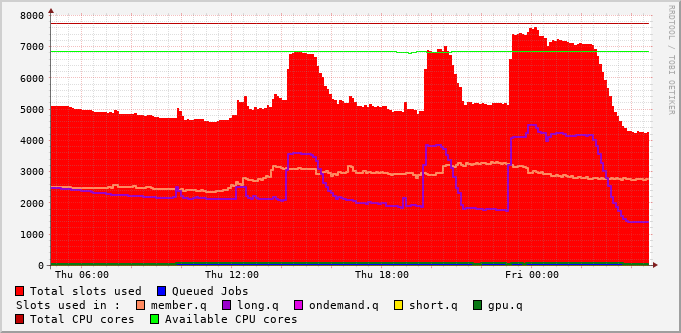 8000
7000
6000
5000
4000
3000
2000
1000
0
Thu 06:00 Thu 12:00 Thu 18:00 Fri 00:00
RRDTOOL / TOBI OETIKER
Total slots used Queued Jobs
Slots used in : member.q long.q ondemand.q short.q gpu.q
Total CPU cores Available CPU cores